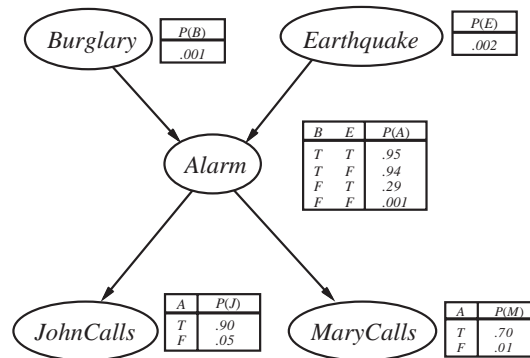 Burglary
P(B)
.001
Earthquake
P(E)
.002
Alarm
B E P(A)
T T .95
T F .94
F T .29
F F .001
JohnCalls
A P(J)
T .90
F .05
MaryCalls
A P(M)
T .70
F .01